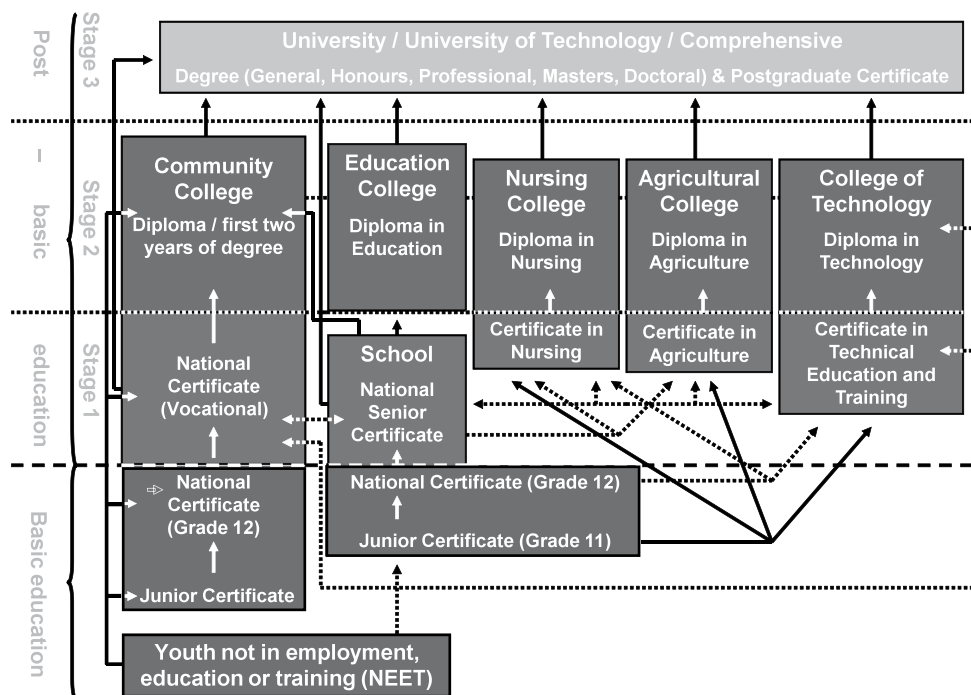 University / University of Technology / Comprehensive
Degree (General, Honours, Professional, Masters, Doctoral) & Postgraduate Certificate
Post – basic education
Basic education
Stage 3
Stage 2
Stage 1
Community
College
Diploma / first two
years of degree
National
Certificate
(Vocational)
National
Certificate
(Grade 12)
Junior Certificate
Education
College
Diploma in
Education
School
National
Senior
Certificate
National Certificate (Grade 12)
Junior Certificate (Grade 11)
Nursing
College
Diploma in
Nursing
Certificate in
Nursing
Agricultural
College
Diploma in
Agriculture
Certificate in
Agriculture
College of
Technology
Diploma in
Technology
Certificate in
Technical
Education and
Training
Youth not in employment,
education or training (NEET)